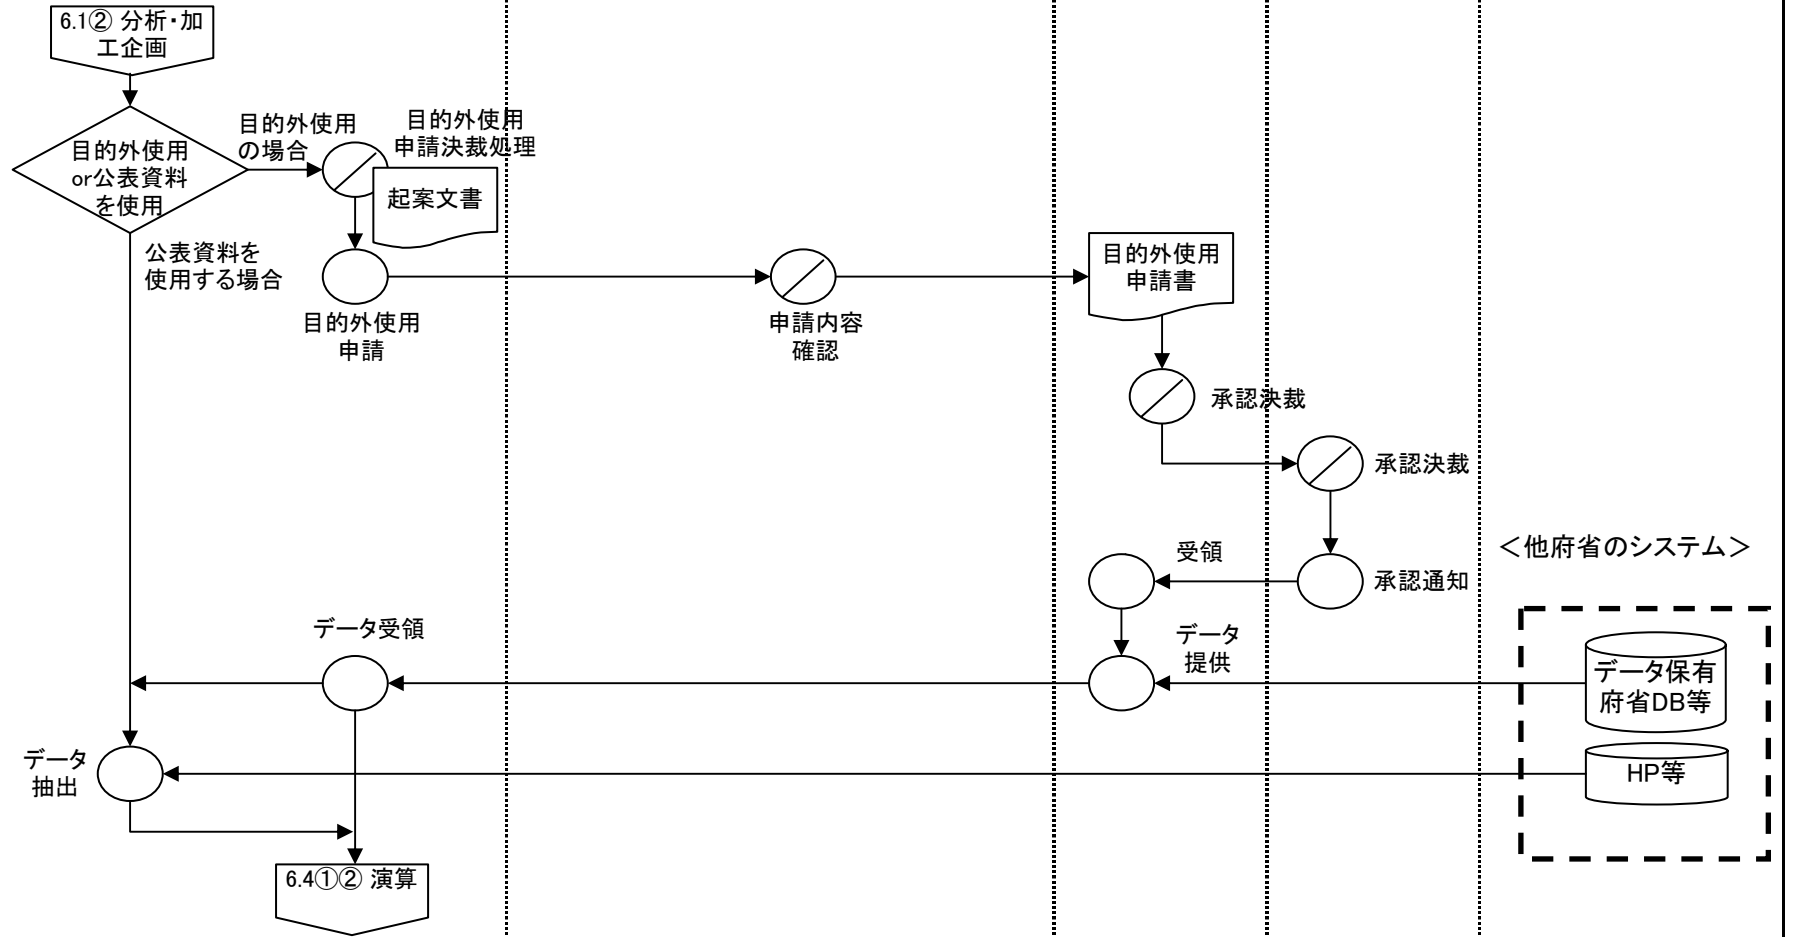 6.1② 分析・加
工企画
目的外使用
or公表資料
を使用
目的外使用
の場合
目的外使用
申請決裁処理
起案文書
公表資料を
使用する場合
目的外使用
申請
申請内容
確認
目的外使用
申請書
承認決裁
承認決裁
＜他府省のシステム＞
受領
承認通知
データ受領
データ
提供
データ保有
府省DB等
データ
抽出
HP等
6.4①② 演算